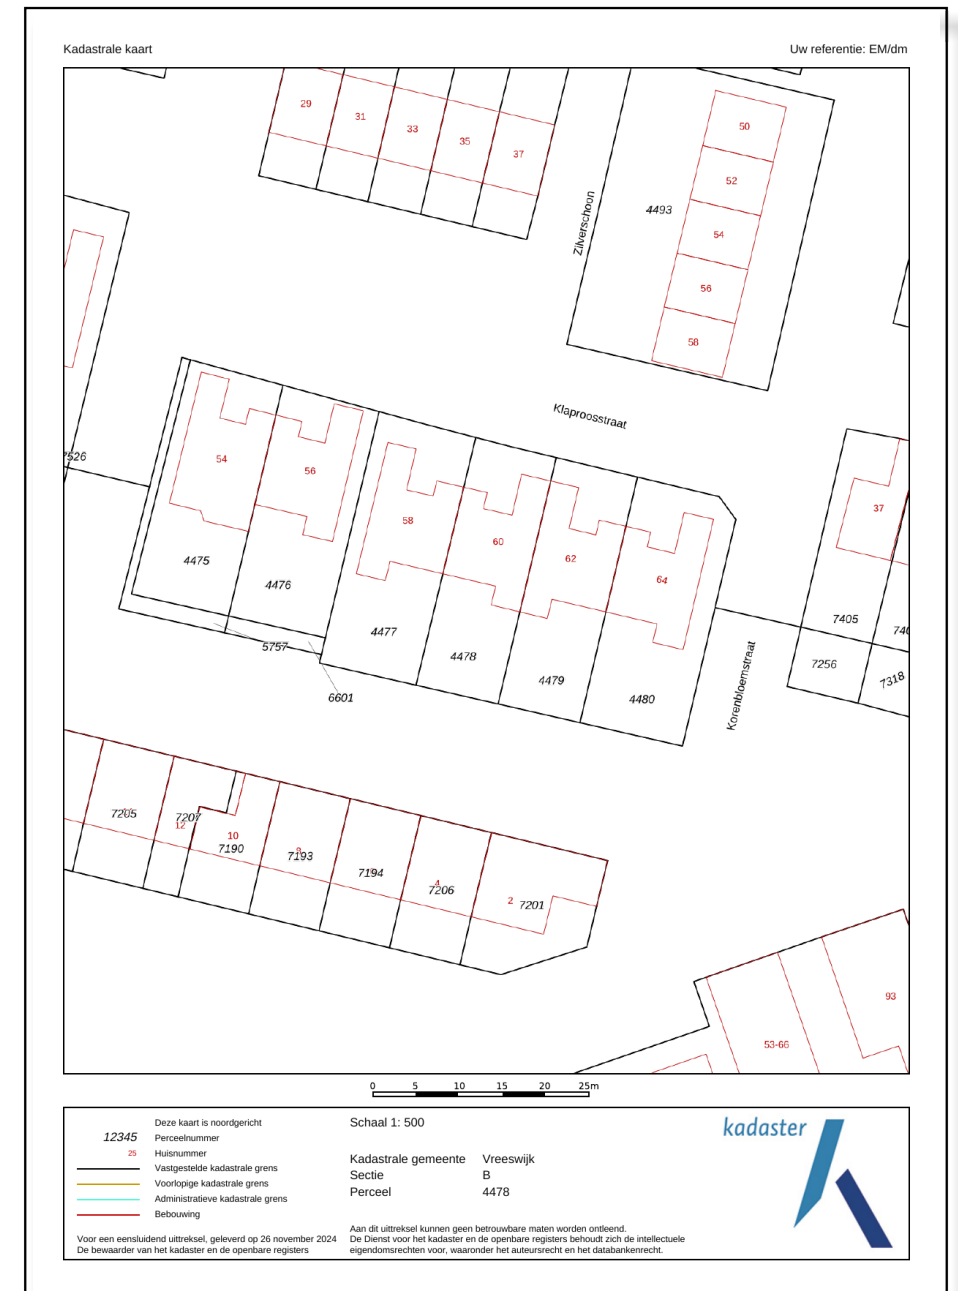 Kadastrale kaart
Uw referentie: EM/dm
29
31
33
35
37
50
52
54
56
58
4493
Zilverschoon
Klaproosstraat
7526
54
56
58
60
62
64
37
4475
4476
4477
4478
4479
4480
5757
6601
7405
740
7256
7318
Korenbloemstraat
7205
7207
12
10
7190
7193
7194
4
7206
2
7201
93
53-66
0 5 10 15 20 25m
Deze kaart is noordgericht
12345 Perceelnummer
25 Huisnummer
Vastgestelde kadastrale grens
Voorlopige kadastrale grens
Administratieve kadastrale grens
Bebouwing
Voor een eensluidend uittreksel, geleverd op 26 november 2024
De bewaarder van het kadaster en de openbare registers
Schaal 1: 500
Kadastrale gemeente Vreeswijk
Sectie B
Perceel 4478
Aan dit uittreksel kunnen geen betrouwbare maten worden ontleend.
De Dienst voor het kadaster en de openbare registers behoudt zich de intellectuele
eigendomsrechten voor, waaronder het auteursrecht en het databankenrecht.
kadaster